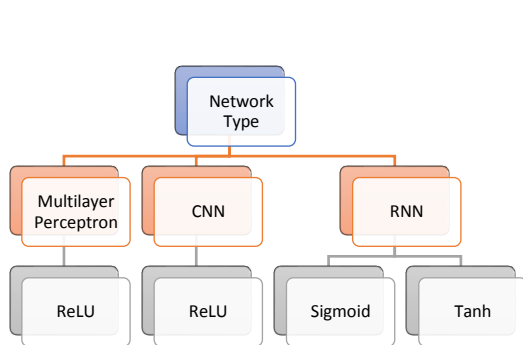 Network
Type
Multilayer
Perceptron
CNN
RNN
ReLU
ReLU
Sigmoid
Tanh